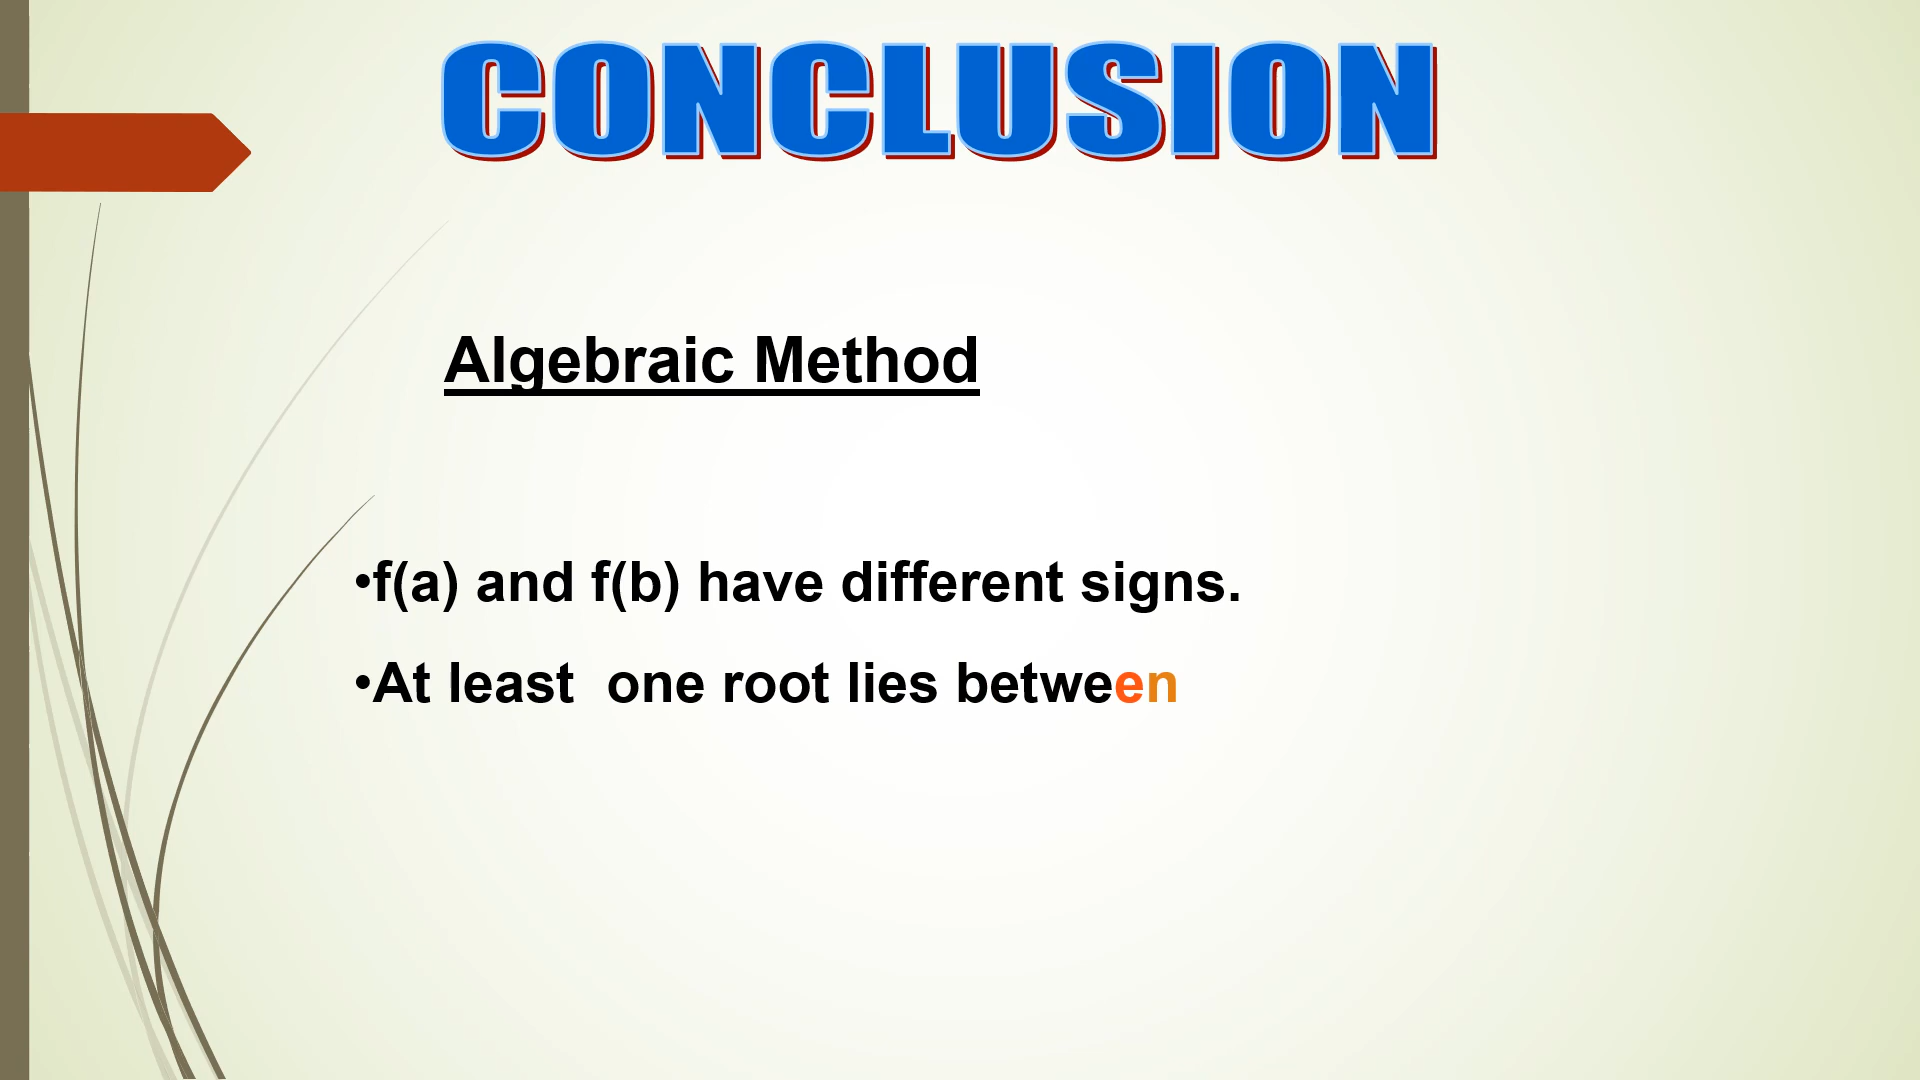 CONCLUSION
Algebraic Method
•f(a) and f(b) have different signs.
•At least  one root lies between